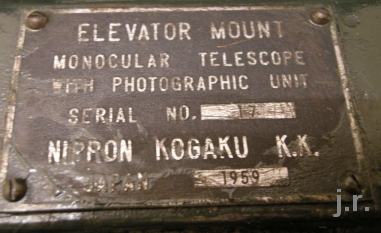 ELEVATOR MOUNT
MONOCULAR TELESCOPE
WITH PHOTOGRAPHIC UNIT
SERIAL NO.
NIPPON KOGAKU K.K.
JAPAN 1959
j.r.